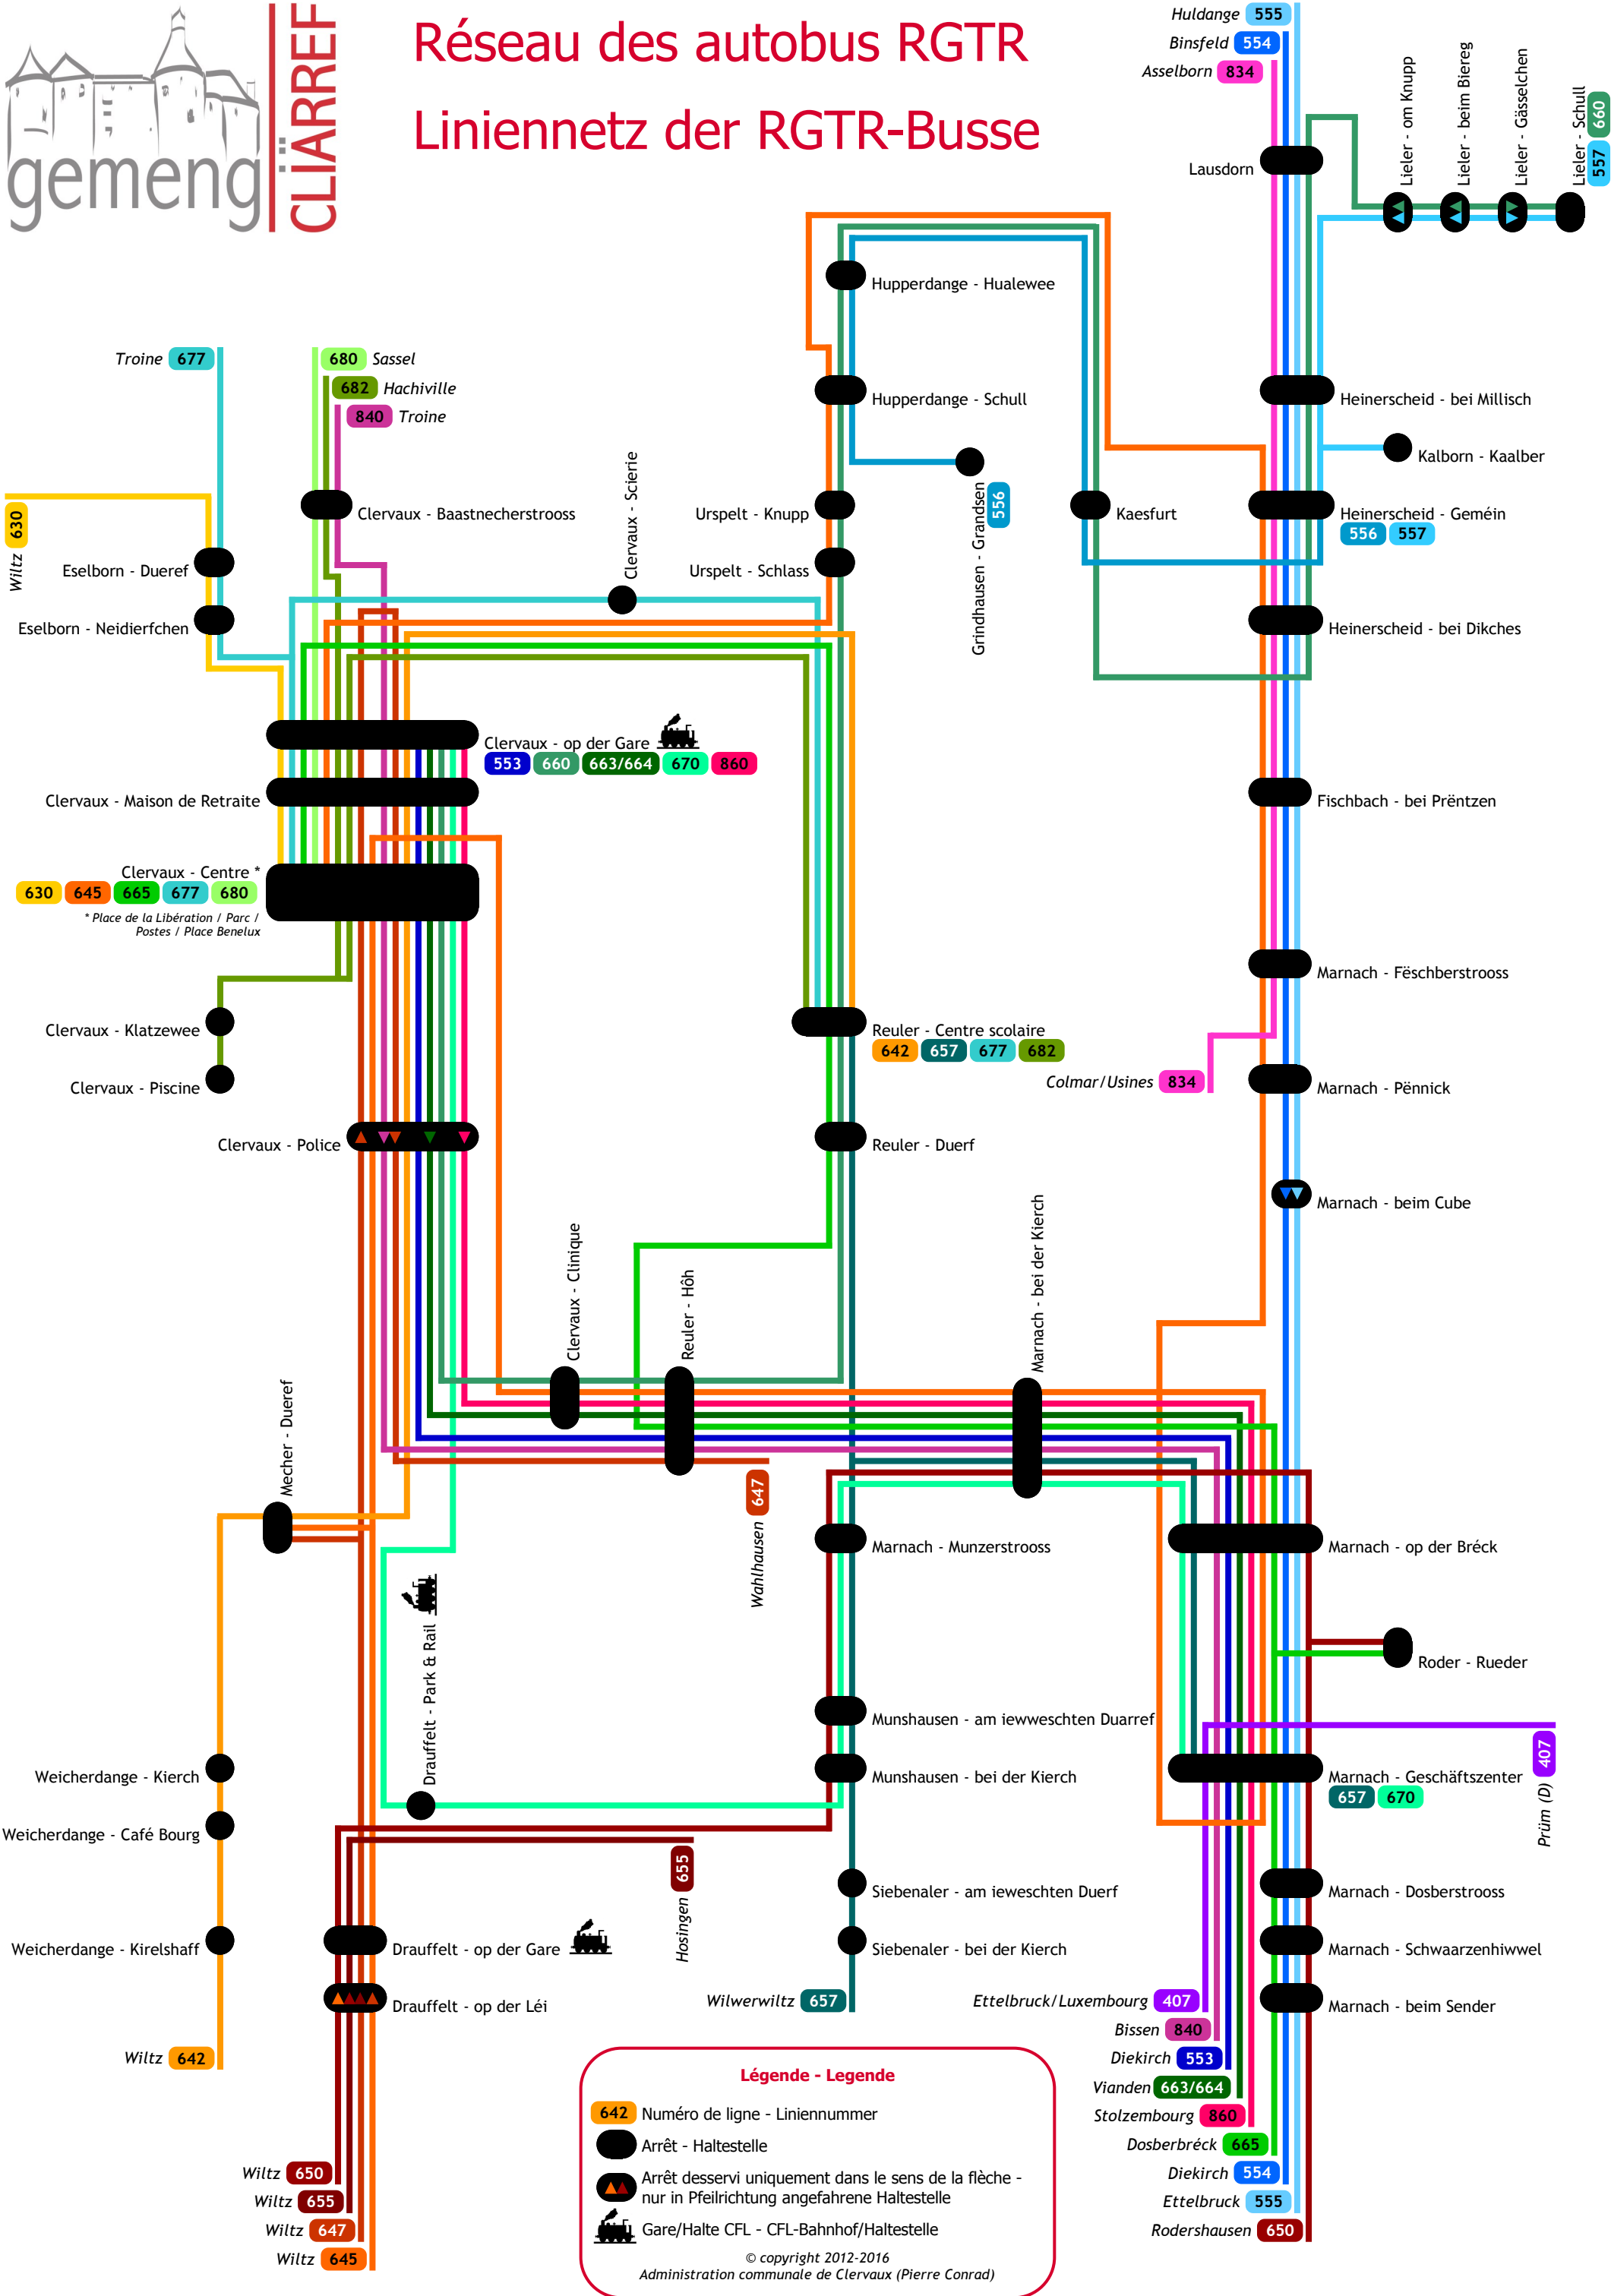 gemeng
CLIÄRREF
Réseau des autobus RGTR
Liniennetz der RGTR-Busse
Huldange 555
Binsfeld 554
Asselborn 834
Lausdorn
Lieler - om Knupp
Lieler - beim Biereg
Lieler - Gässelchen
Lieler - Schull
557 660
Hupperdange - Hualewee
Troine 677
680 Sassel
682 Hachiville
840 Troine
Hupperdange - Schull
Heinerscheid - bei Millisch
Kalborn - Kaalber
630
Wiltz
Clervaux - Baastnecherstrooss
Clervaux - Scierie
Urspelt - Knupp
Grindhausen - Grandsen
556
Kaesfurt
Heinerscheid - Geméin
556 557
Eselborn - Dueref
Urspelt - Schlass
Eselborn - Neidierfchen
Heinerscheid - bei Dikches
Clervaux - op der Gare
553 660 663/664 670 860
Clervaux - Maison de Retraite
Fischbach - bei Prëntzen
Clervaux - Centre *
630 645 665 677 680
* Place de la Libération / Parc /
Postes / Place Benelux
Marnach - Fëschberstrooss
Clervaux - Klatzewee
Reuler - Centre scolaire
642 657 677 682
Clervaux - Piscine
Colmar/Usines 834
Marnach - Pënnick
Clervaux - Police
Reuler - Duerf
Marnach - beim Cube
Clervaux - Clinique
Reuler - Hôh
Marnach - bei der Kierch
Mecher - Dueref
647
Wahlhausen
Marnach - Munzerstrooss
Marnach - op der Bréck
Drauffelt - Park & Rail
Roder - Rueder
Munshausen - am iewweschten Duarref
407
Prüm (D)
Weicherdange - Kierch
Munshausen - bei der Kierch
Marnach - Geschäftszenter
657 670
Weicherdange - Café Bourg
655
Hosingen
Siebenaler - am ieweschten Duerf
Marnach - Dosberstrooss
Weicherdange - Kirelshaff
Drauffelt - op der Gare
Siebenaler - bei der Kierch
Marnach - Schwaarzenhiwwel
Drauffelt - op der Léi
Wilwerwiltz 657
Ettelbruck/Luxembourg 407
Marnach - beim Sender
Bissen 840
Wiltz 642
Diekirch 553
Vianden 663/664
Stolzembourg 860
Dosberbréck 665
Diekirch 554
Ettelbruck 555
Rodershausen 650
Wiltz 650
Wiltz 655
Wiltz 647
Wiltz 645
Légende - Legende
642 Numéro de ligne - Liniennummer
Arrêt - Haltestelle
Arrêt desservi uniquement dans le sens de la flèche -
nur in Pfeilrichtung angefahrene Haltestelle
Gare/Halte CFL - CFL-Bahnhof/Haltestelle
© copyright 2012-2016
Administration communale de Clervaux (Pierre Conrad)